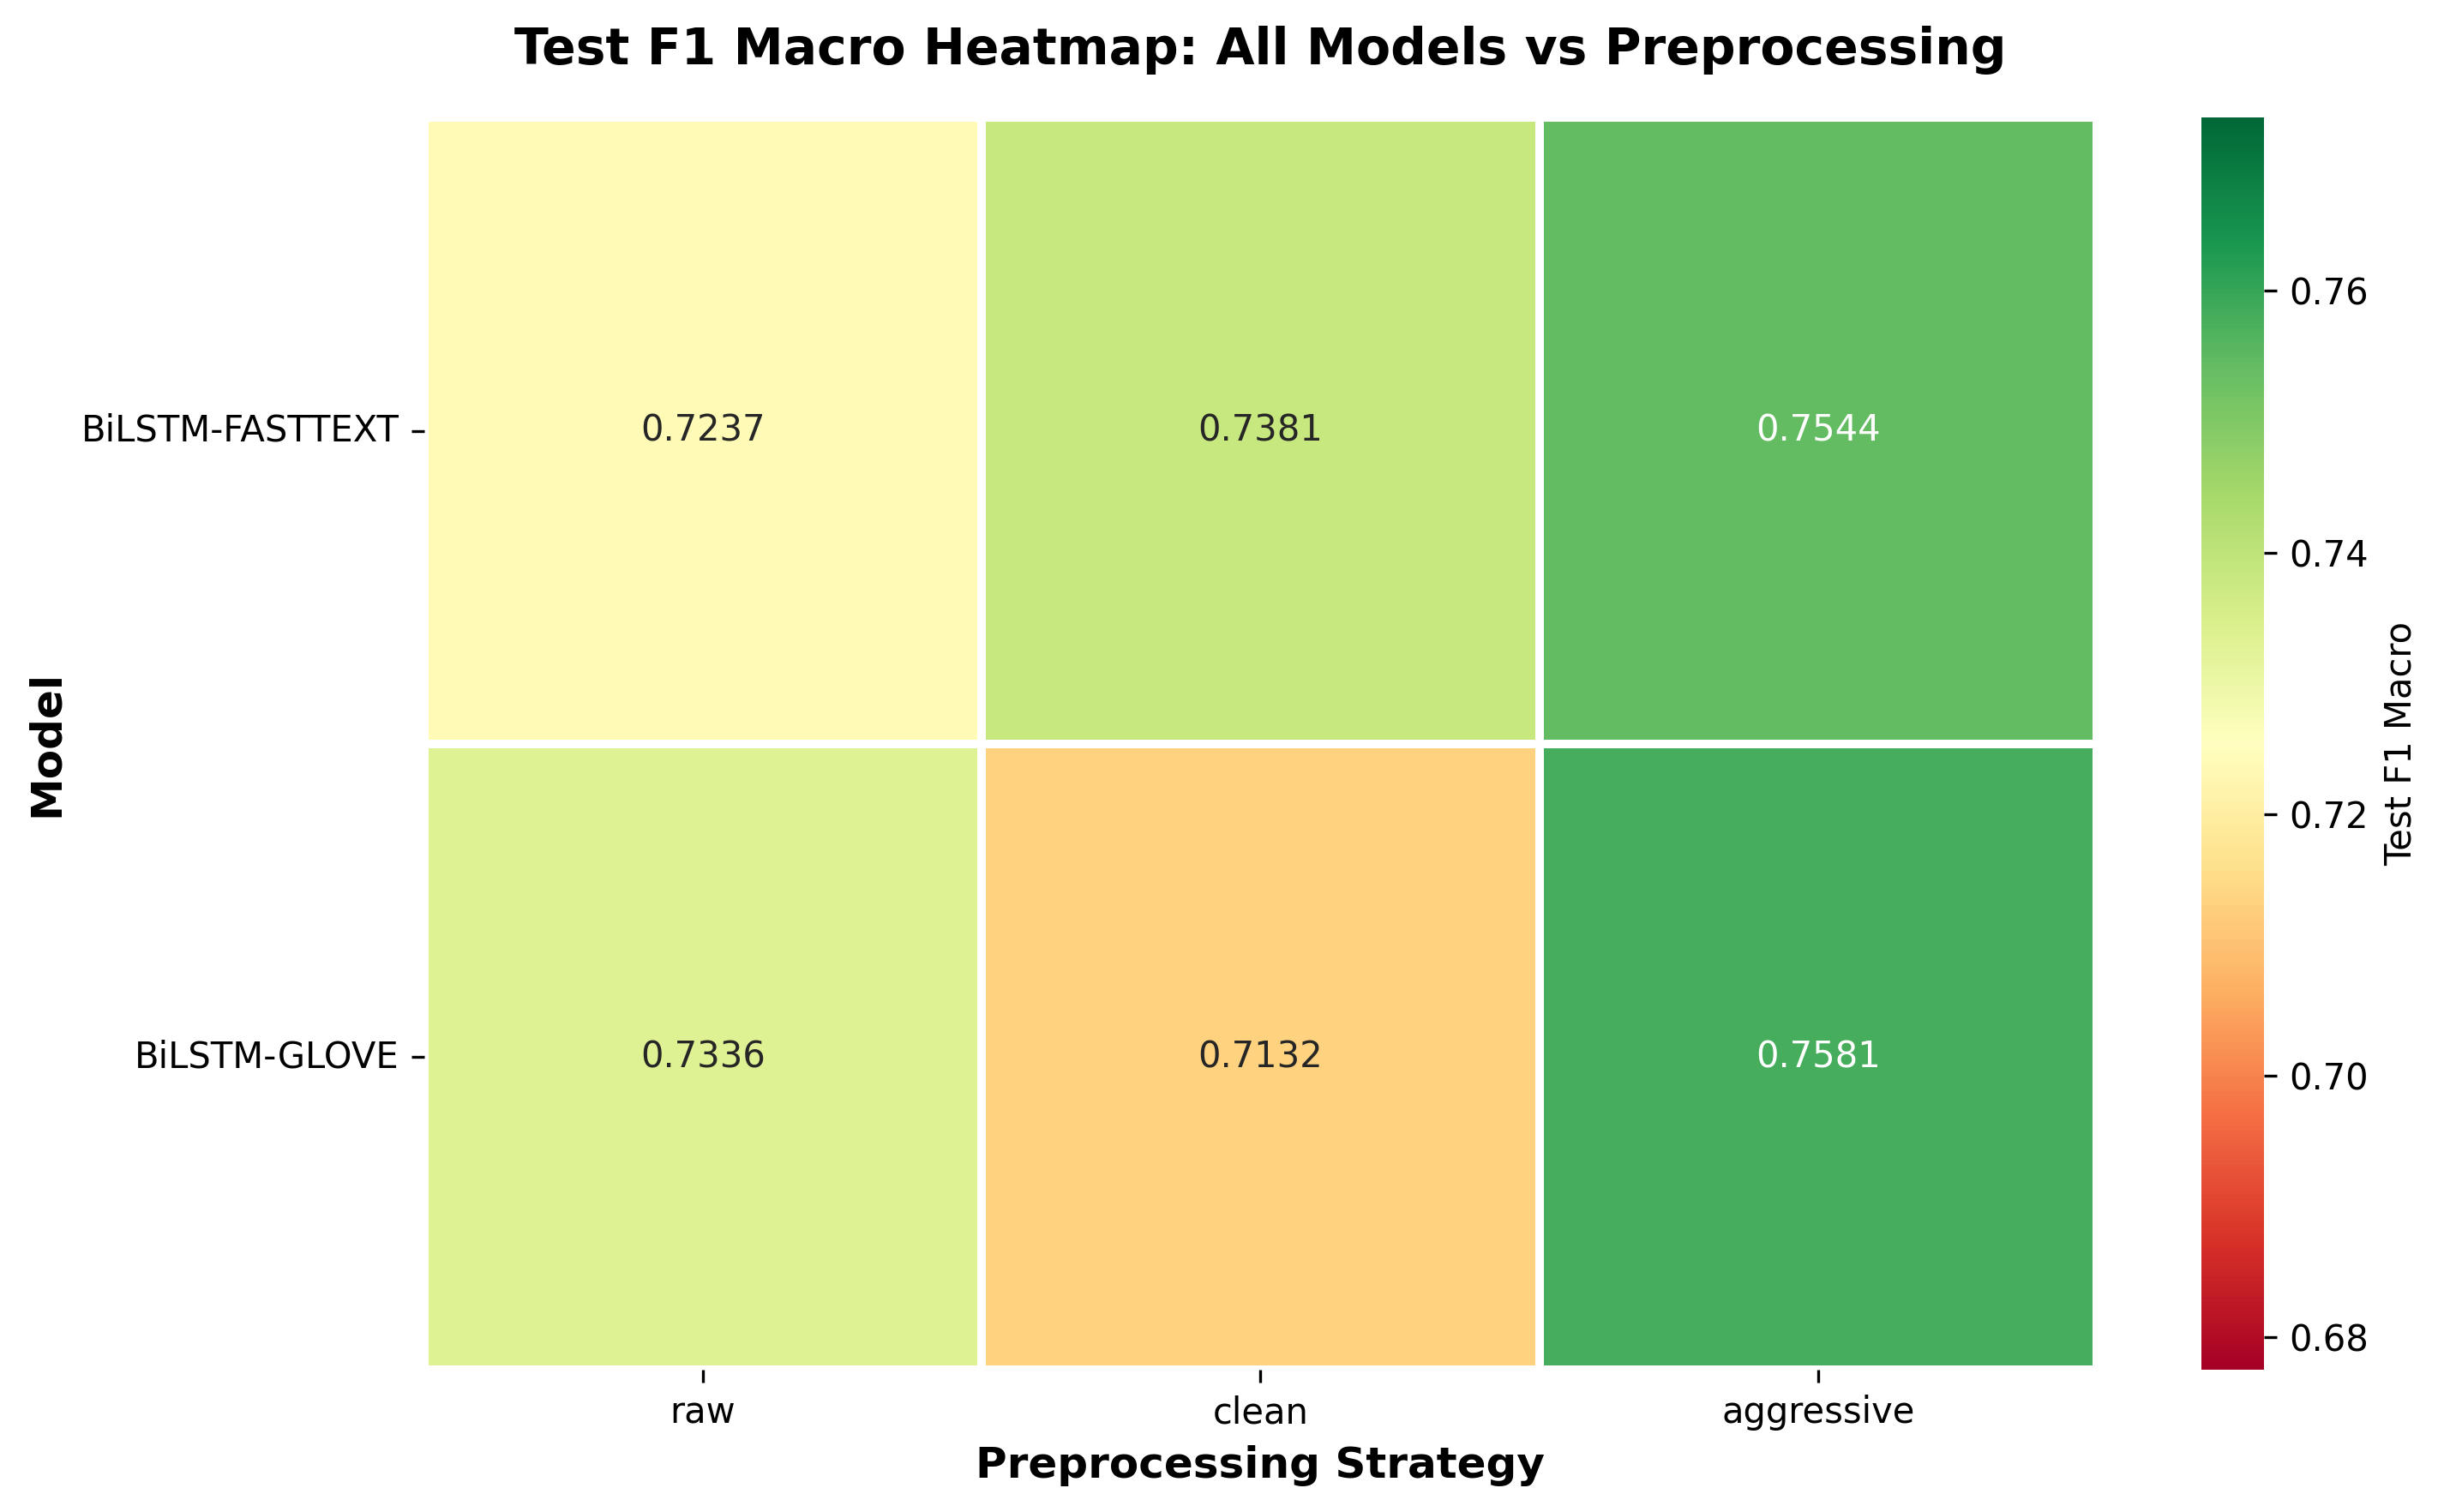 Test F1 Macro Heatmap: All Models vs Preprocessing
Model
BiLSTM-FASTTEXT
0.7237
0.7381
0.7544
BiLSTM-GLOVE
0.7336
0.7132
0.7581
raw
clean
aggressive
Preprocessing Strategy
0.76
0.74
0.72
0.70
0.68
Test F1 Macro